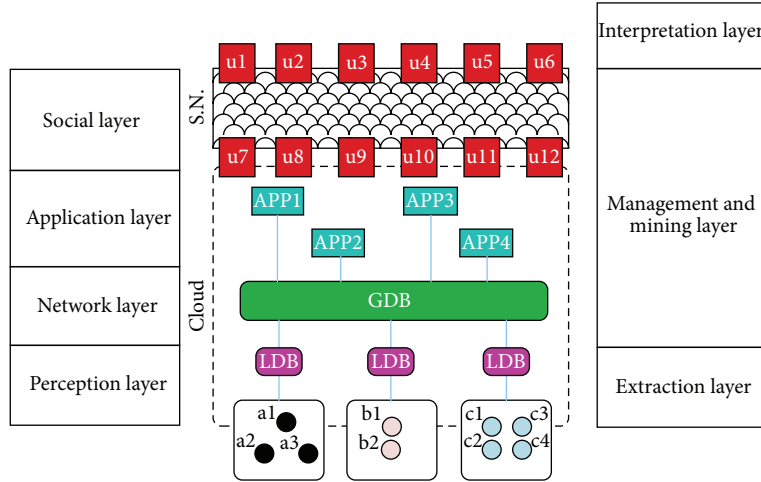 Interpretation layer
u1 u2 u3 u4 u5 u6
Social layer
S.N.
u7 u8 u9 u10 u11 u12
Application layer
APP1 APP3
APP2 APP4
Management and
mining layer
Network layer
Cloud
GDB
Perception layer
LDB LDB LDB
Extraction layer
a1 b1 c1 c3
a2 a3 b2 c2 c4